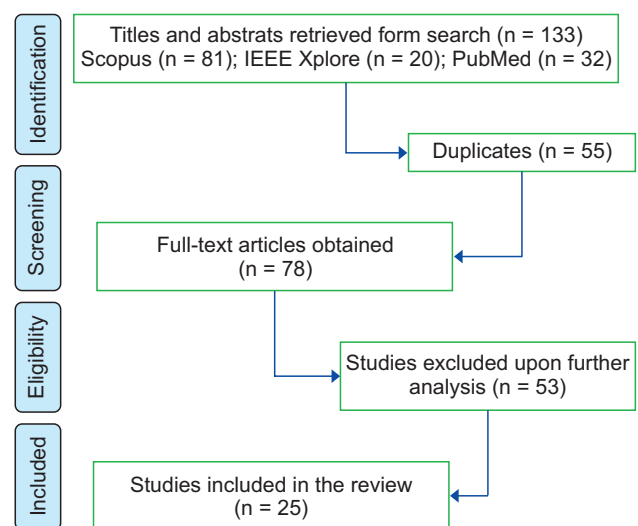 Identification
Titles and abstrats retrieved form search (n = 133)
Scopus (n = 81); IEEE Xplore (n = 20); PubMed (n = 32)
Duplicates (n = 55)
Screening
Full-text articles obtained
(n = 78)
Eligibility
Studies excluded upon further
analysis (n = 53)
Included
Studies included in the review
(n = 25)